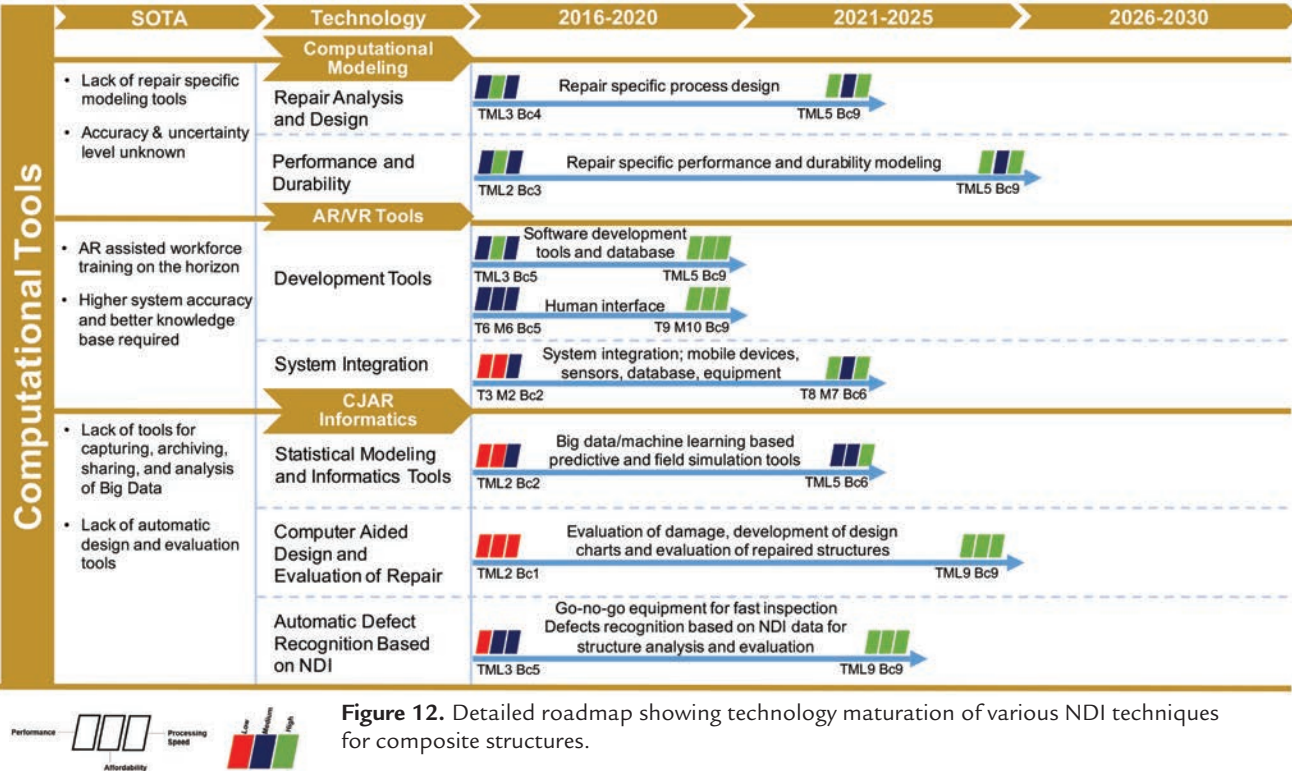 SOTA
Technology
2016-2020
2021-2025
2026-2030
Computational Tools
Computational
Modeling
• Lack of repair specific
modeling tools
• Accuracy & uncertainty
level unknown
Repair Analysis
and Design
Repair specific process design
TML3 Bc4
TML5 Bc9
Performance and
Durability
Repair specific performance and durability modeling
TML2 Bc3
TML5 Bc9
AR/VR Tools
• AR assisted workforce
training on the horizon
• Higher system accuracy
and better knowledge
base required
Development Tools
Software development
tools and database
TML3 Bc5
TML5 Bc9
Human interface
T6 M6 Bc5
T9 M10 Bc9
System Integration
System integration; mobile devices,
sensors, database, equipment
T3 M2 Bc2
T8 M7 Bc6
CJAR
Informatics
• Lack of tools for
capturing, archiving,
sharing, and analysis
of Big Data
• Lack of automatic
design and evaluation
tools
Statistical Modeling
and Informatics Tools
Big data/machine learning based
predictive and field simulation tools
TML2 Bc2
TML5 Bc6
Computer Aided
Design and
Evaluation of Repair
Evaluation of damage, development of design
charts and evaluation of repaired structures
TML2 Bc1
TML9 Bc9
Automatic Defect
Recognition Based
on NDI
Go-no-go equipment for fast inspection
Defects recognition based on NDI data for
structure analysis and evaluation
TML3 Bc5
TML9 Bc9
Performance
Processing
Speed
Affordability
Low
Medium
High
Figure 12. Detailed roadmap showing technology maturation of various NDI techniques
for composite structures.